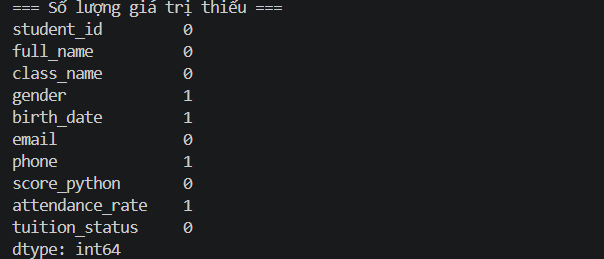 === Số lượng giá trị thiếu ===
student_id 0
full_name 0
class_name 0
gender 1
birth_date 1
email 0
phone 1
score_python 0
attendance_rate 1
tuition_status 0
dtype: int64